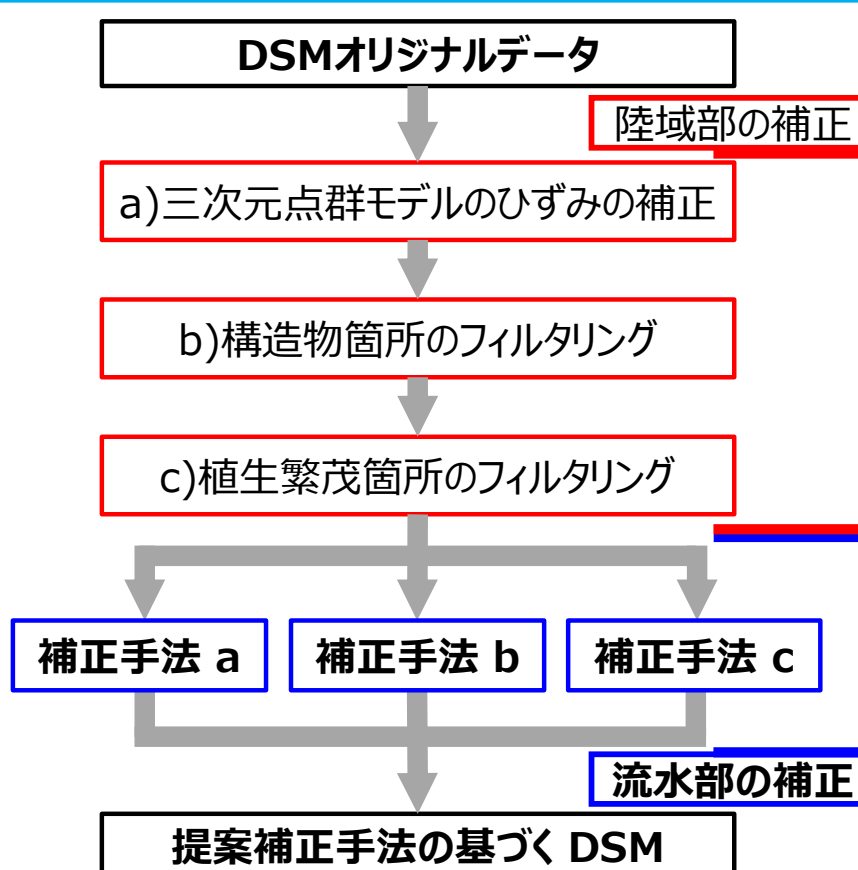 DSMオリジナルデータ
陸域部の補正
a)三次元点群モデルのひずみの補正
b)構造物箇所のフィルタリング
c)植生繁茂箇所のフィルタリング
補正手法 a
補正手法 b
補正手法 c
流水部の補正
提案補正手法の基づく DSM